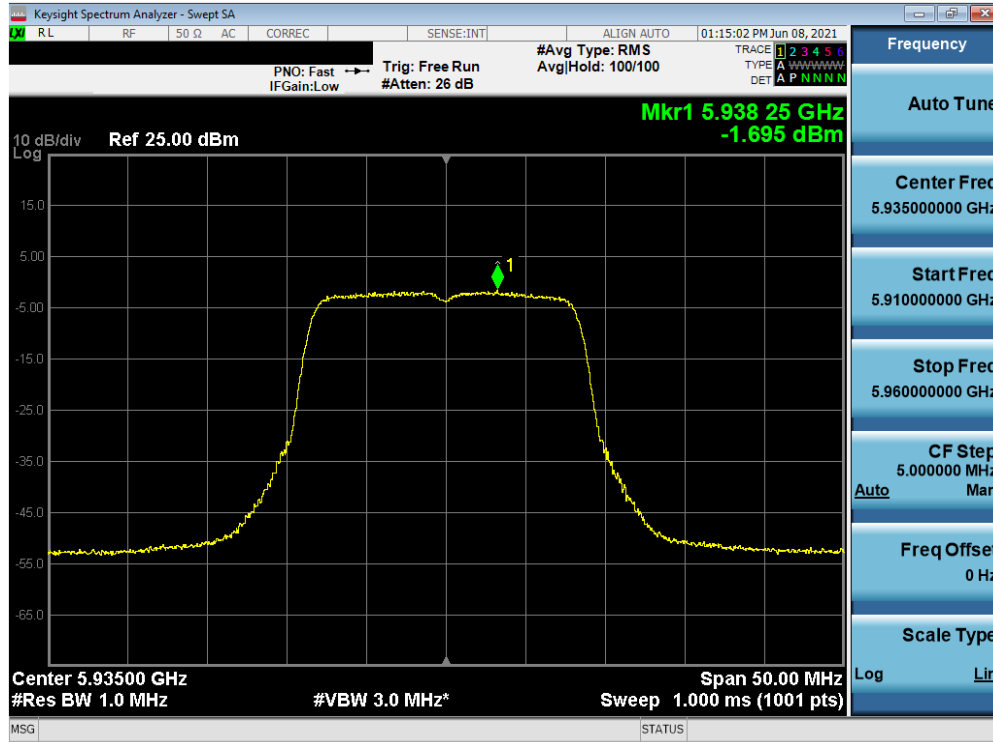 Keysight Spectrum Analyzer - Swept SA
LXI RL RF 50 Ω AC CORREC SENSE:INT ALIGN AUTO 01:15:02 PM Jun 08, 2021
#Avg Type: RMS TRACE 1 2 3 4 5 6
PNO: Fast Trig: Free Run Avg|Hold: 100/100 TYPE A WWWWW
IFGain:Low #Atten: 26 dB DET A P N N N N
Mkr1 5.938 25 GHz
10 dB/div Ref 25.00 dBm -1.695 dBm
Log
15.0
5.00
1
-5.00
-15.0
-25.0
-35.0
-45.0
-55.0
-65.0
Center 5.93500 GHz Span 50.00 MHz
#Res BW 1.0 MHz #VBW 3.0 MHz* Sweep 1.000 ms (1001 pts)
MSG STATUS
Frequency
Auto Tune
Center Freq
5.935000000 GHz
Start Freq
5.910000000 GHz
Stop Freq
5.960000000 GHz
CF Step
5.000000 MHz
Auto Man
Freq Offset
0 Hz
Scale Type
Log Lin